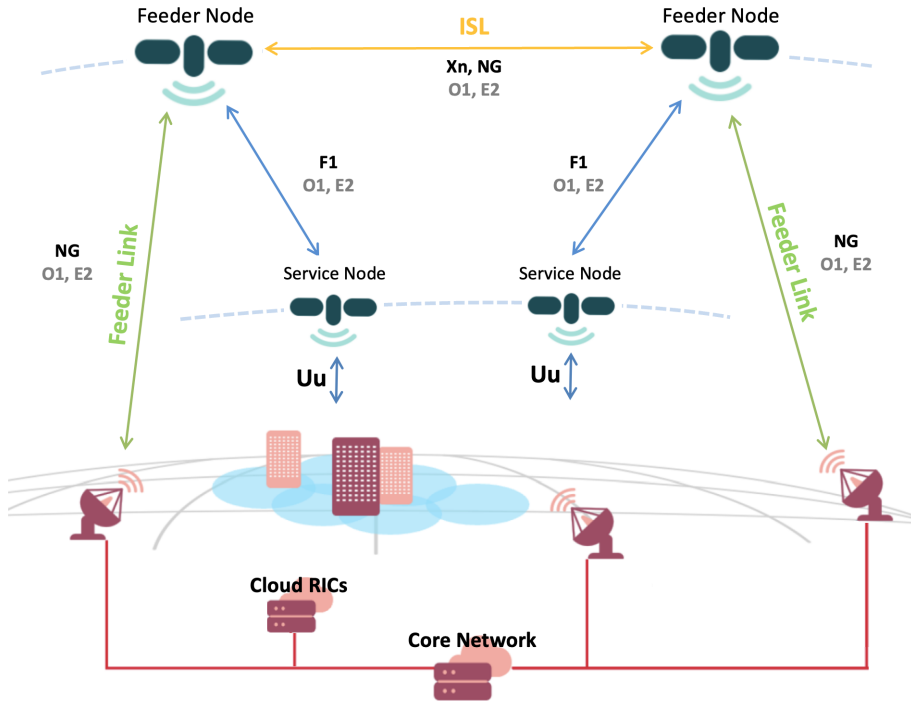 Feeder Node
Feeder Node
ISL
Xn, NG
O1, E2
F1
O1, E2
F1
O1, E2
NG
O1, E2
Feeder Link
Feeder Link
NG
O1, E2
Service Node
Service Node
Uu
Uu
Cloud RICs
Core Network